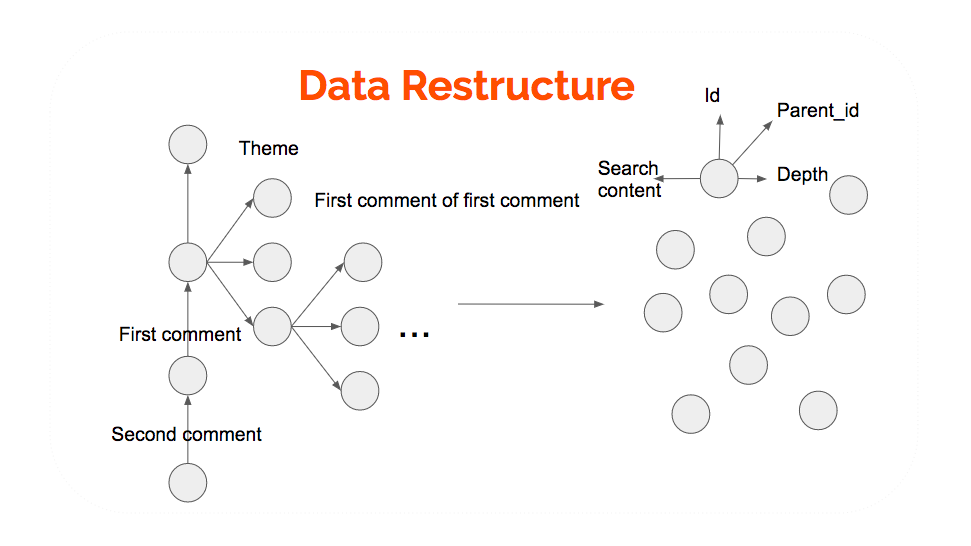 Data Restructure
Id
Parent_id
Theme
Search
content
Depth
First comment of first comment
First comment
...
Second comment